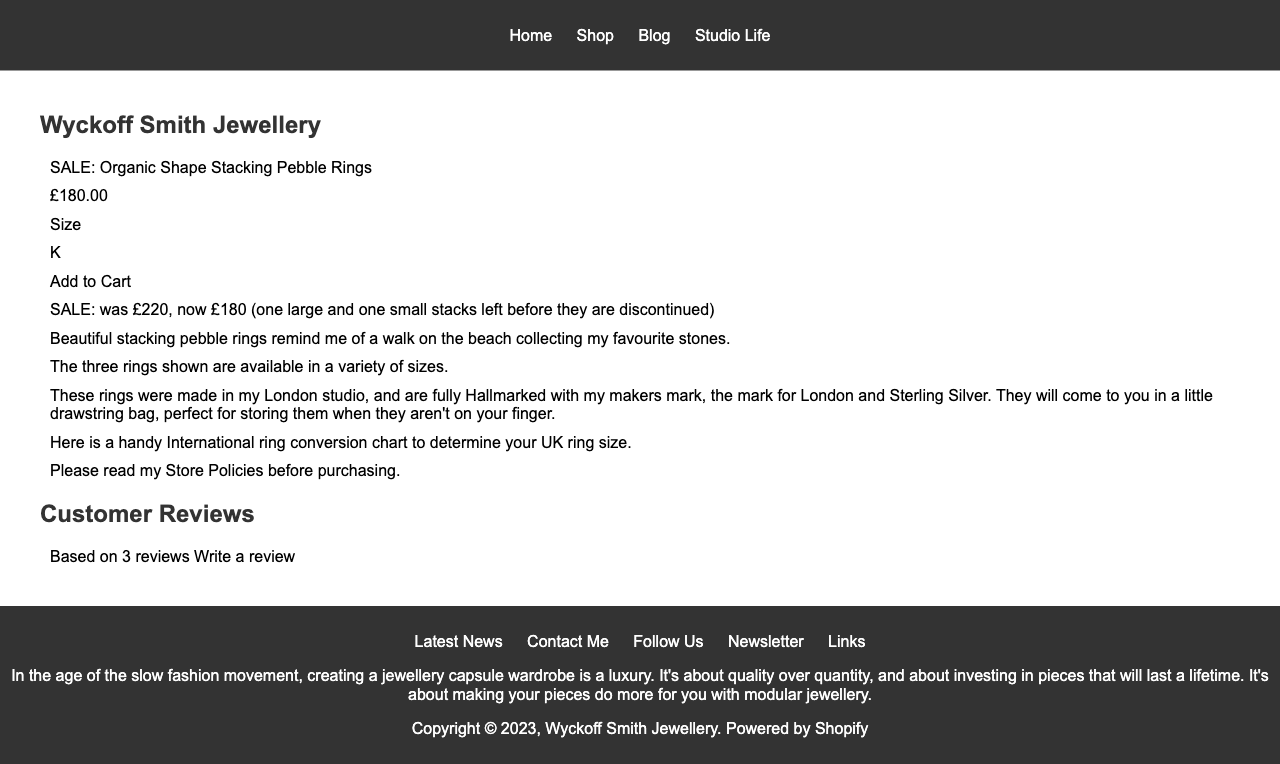 Home Shop Blog Studio Life
Wyckoff Smith Jewellery
SALE: Organic Shape Stacking Pebble Rings
£180.00
Size
K
Add to Cart
SALE: was £220, now £180 (one large and one small stacks left before they are discontinued)
Beautiful stacking pebble rings remind me of a walk on the beach collecting my favourite stones.
The three rings shown are available in a variety of sizes.
These rings were made in my London studio, and are fully Hallmarked with my makers mark, the mark for London and Sterling Silver. They will come to you in a little
drawstring bag, perfect for storing them when they aren't on your finger.
Here is a handy International ring conversion chart to determine your UK ring size.
Please read my Store Policies before purchasing.
Customer Reviews
Based on 3 reviews Write a review
Latest News Contact Me Follow Us Newsletter Links
In the age of the slow fashion movement, creating a jewellery capsule wardrobe is a luxury. It's about quality over quantity, and about investing in pieces that will last a lifetime. It's
about making your pieces do more for you with modular jewellery.
Copyright © 2023, Wyckoff Smith Jewellery. Powered by Shopify